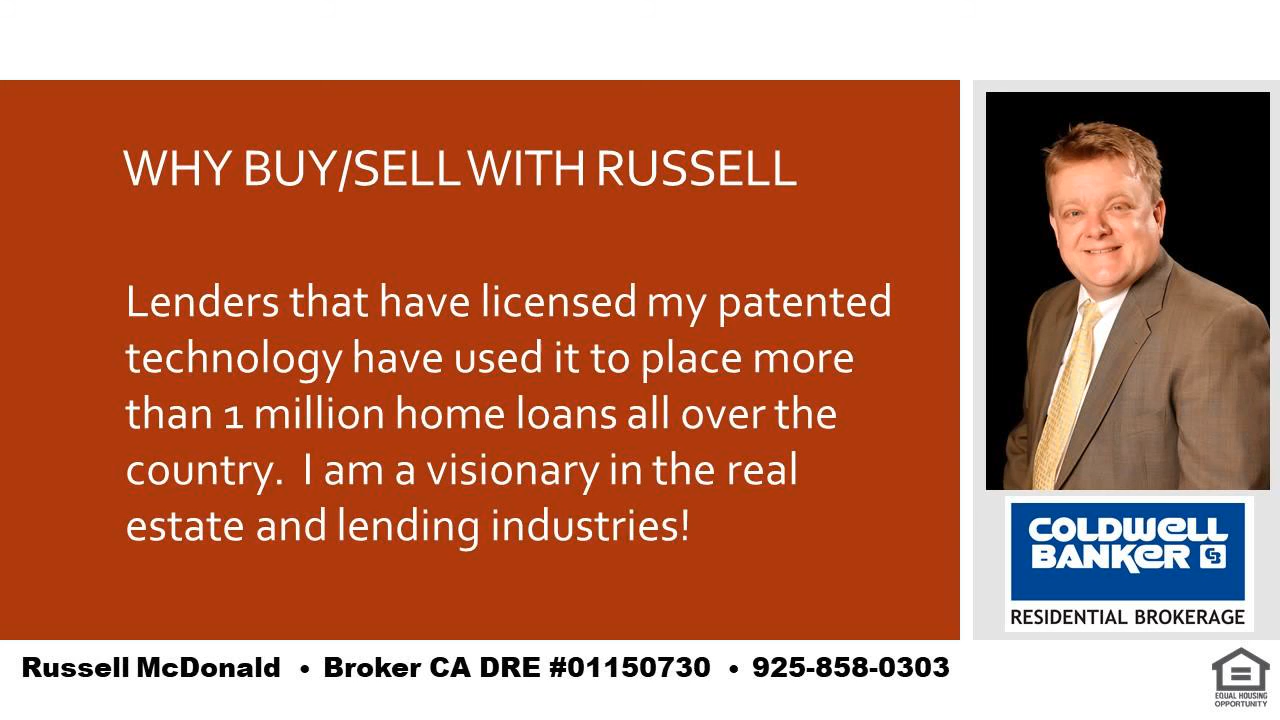 WHY BUY/SELL WITH RUSSELL
Lenders that have licensed my patented
technology have used it to place more
than 1 million home loans all over the
country.  I am a visionary in the real
estate and lending industries!
COLDWELL
BANKER CB
RESIDENTIAL BROKERAGE
Russell McDonald • Broker CA DRE #01150730 • 925-858-0303
EQUAL HOUSING
OPPORTUNITY